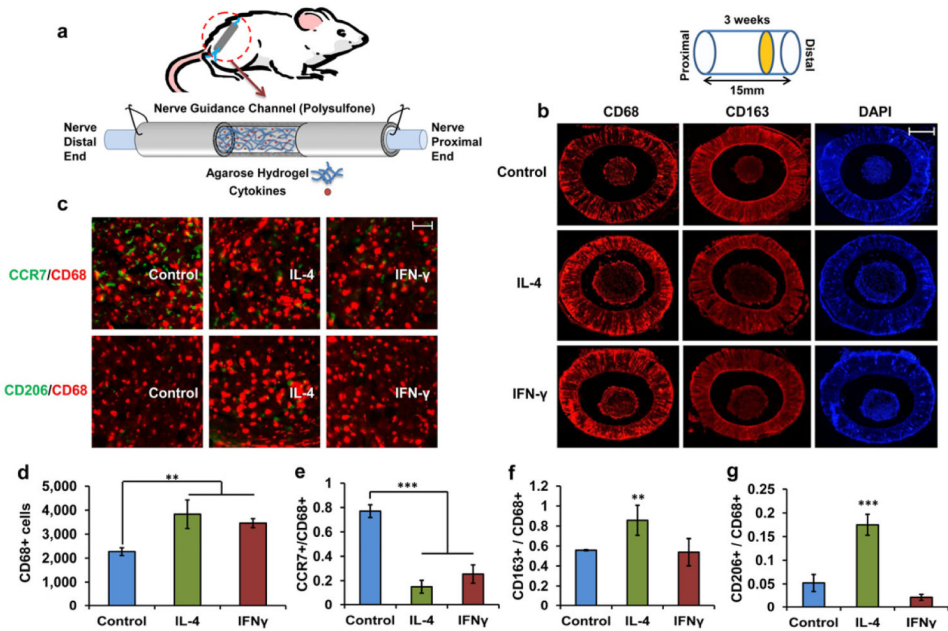 a
Nerve Guidance Channel (Polysulfone)
Nerve
Distal
End
Nerve
Proximal
End
Agarose Hydrogel
Cytokines
3 weeks
Proximal
Distal
15mm
b
CD68 CD163 DAPI
Control
IL-4
IFN-γ
c
CCR7/CD68
Control IL-4 IFN-γ
CD206/CD68
Control IL-4 IFN-γ
d
CD68+ cells
**
5,000
4,000
3,000
2,000
1,000
0
Control IL-4 IFNγ
e
CCR7+/CD68+
***
1
0.8
0.6
0.4
0.2
0
Control IL-4 IFNγ
f
CD163+ / CD68+
**
1.2
1
0.8
0.6
0.4
0.2
0
Control IL-4 IFNγ
g
CD206+ / CD68+
***
0.25
0.2
0.15
0.1
0.05
0
Control IL-4 IFNγ